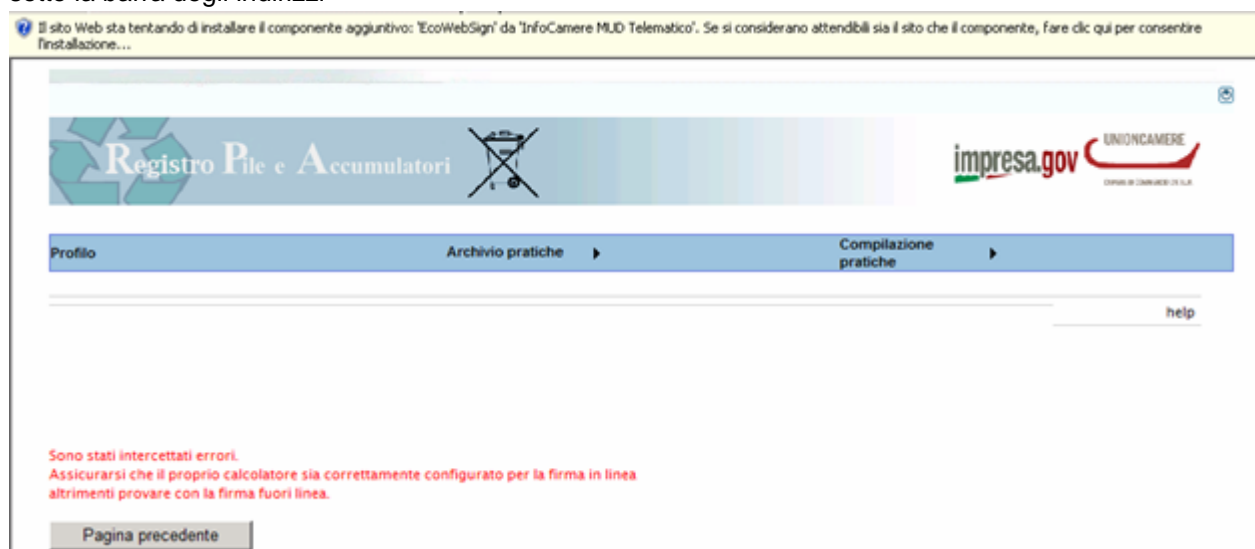 sotto la barra degli indirizzi
Il sito Web sta tentando di installare il componente aggiuntivo: 'EcoWebSign' da 'InfoCamere MUD Telematico'. Se si considerano attendibili sia il sito che il componente, fare clic qui per consentire
l'installazione...
Registro Pile e Accumulatori
impresa.gov
UNIONCAMERE
Profilo
Archivio pratiche
Compilazione
pratiche
help
Sono stati intercettati errori.
Assicurarsi che il proprio calcolatore sia correttamente configurato per la firma in linea
altrimenti provare con la firma fuori linea.
Pagina precedente